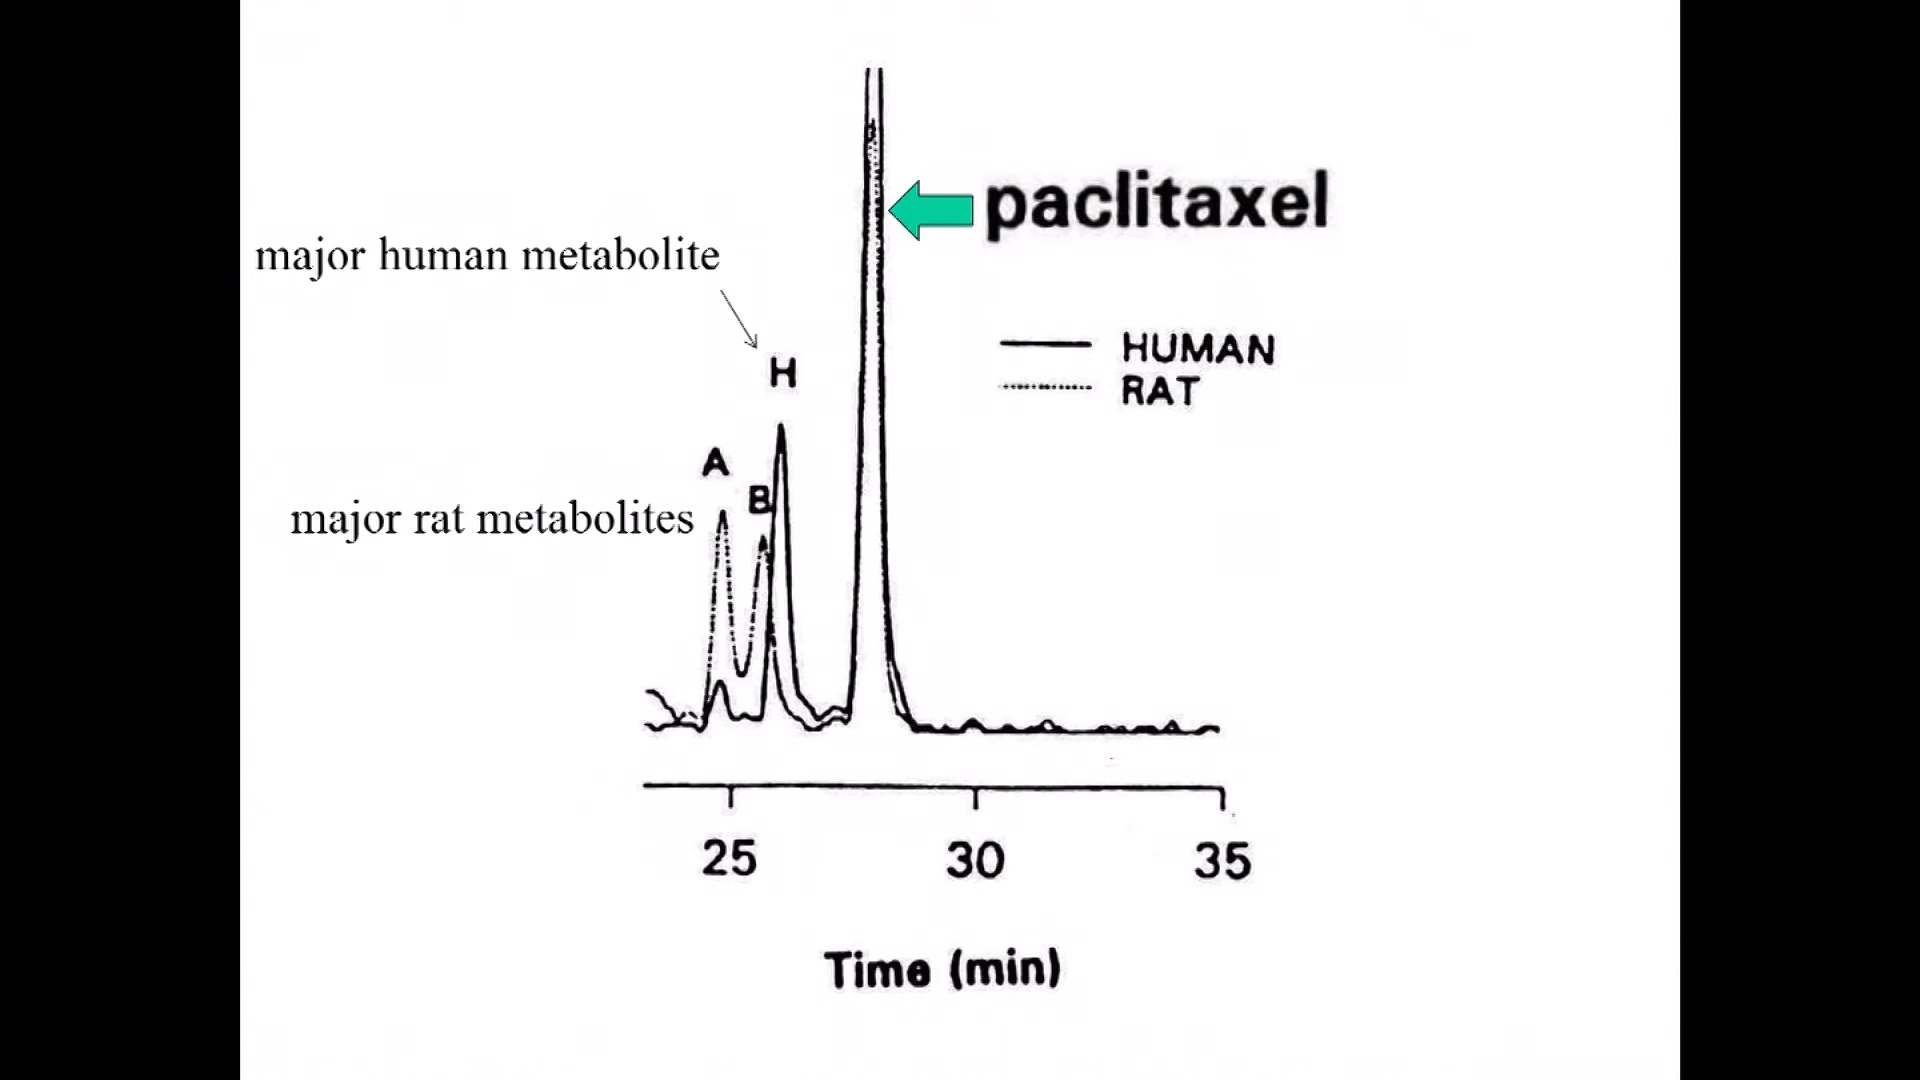 paclitaxel
major human metabolite
HUMAN
RAT
H
A
B
major rat metabolites
25 30 35
Time (min)